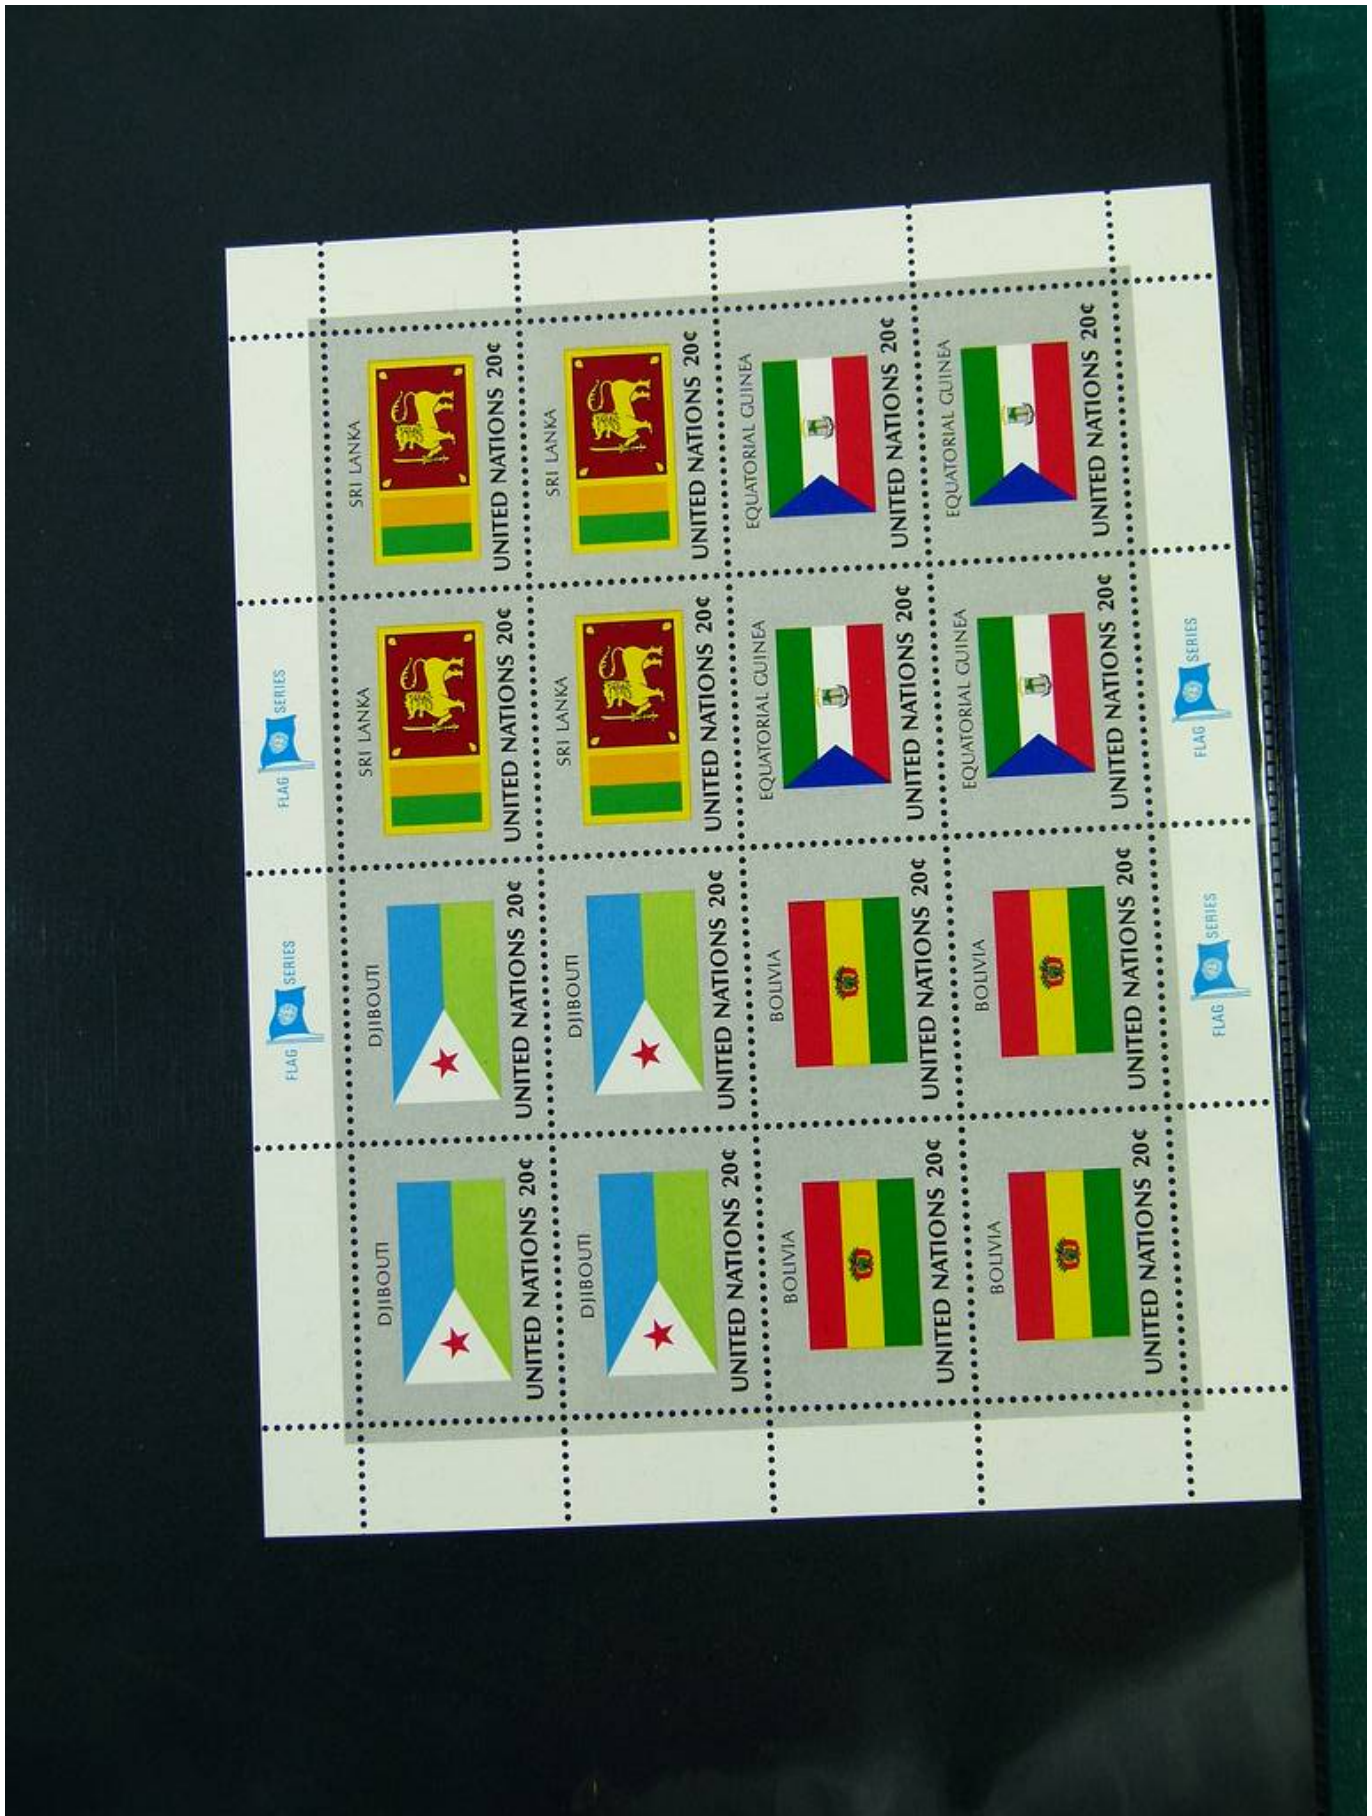 FLAG SERIES
FLAG SERIES
DJIBOUTI
UNITED NATIONS 20¢
DJIBOUTI
UNITED NATIONS 20¢
SRI LANKA
UNITED NATIONS 20¢
SRI LANKA
UNITED NATIONS 20¢
DJIBOUTI
UNITED NATIONS 20¢
DJIBOUTI
UNITED NATIONS 20¢
SRI LANKA
UNITED NATIONS 20¢
SRI LANKA
UNITED NATIONS 20¢
BOLIVIA
UNITED NATIONS 20¢
BOLIVIA
UNITED NATIONS 20¢
EQUATORIAL GUINEA
UNITED NATIONS 20¢
EQUATORIAL GUINEA
UNITED NATIONS 20¢
BOLIVIA
UNITED NATIONS 20¢
BOLIVIA
UNITED NATIONS 20¢
EQUATORIAL GUINEA
UNITED NATIONS 20¢
EQUATORIAL GUINEA
UNITED NATIONS 20¢
FLAG SERIES
FLAG SERIES